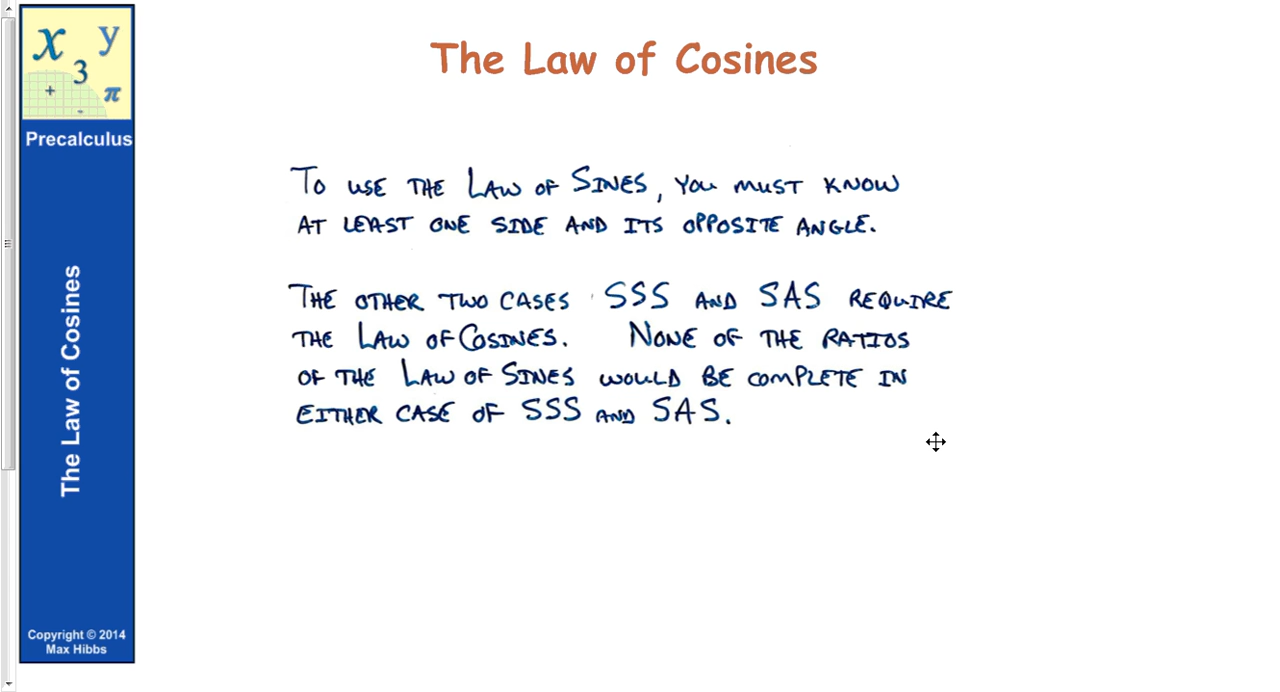 The Law of Cosines
x y
3
+ π
-
Precalculus
TO USE THE LAW OF SINES, YOU MUST KNOW
AT LEAST ONE SIDE AND ITS OPPOSITE ANGLE.
THE OTHER TWO CASES SSS AND SAS REQUIRE
THE LAW OF COSINES. NONE OF THE RATIOS
OF THE LAW OF SINES WOULD BE COMPLETE IN
EITHER CASE OF SSS AND SAS.
The Law of Cosines
Copyright © 2014
Max Hibbs